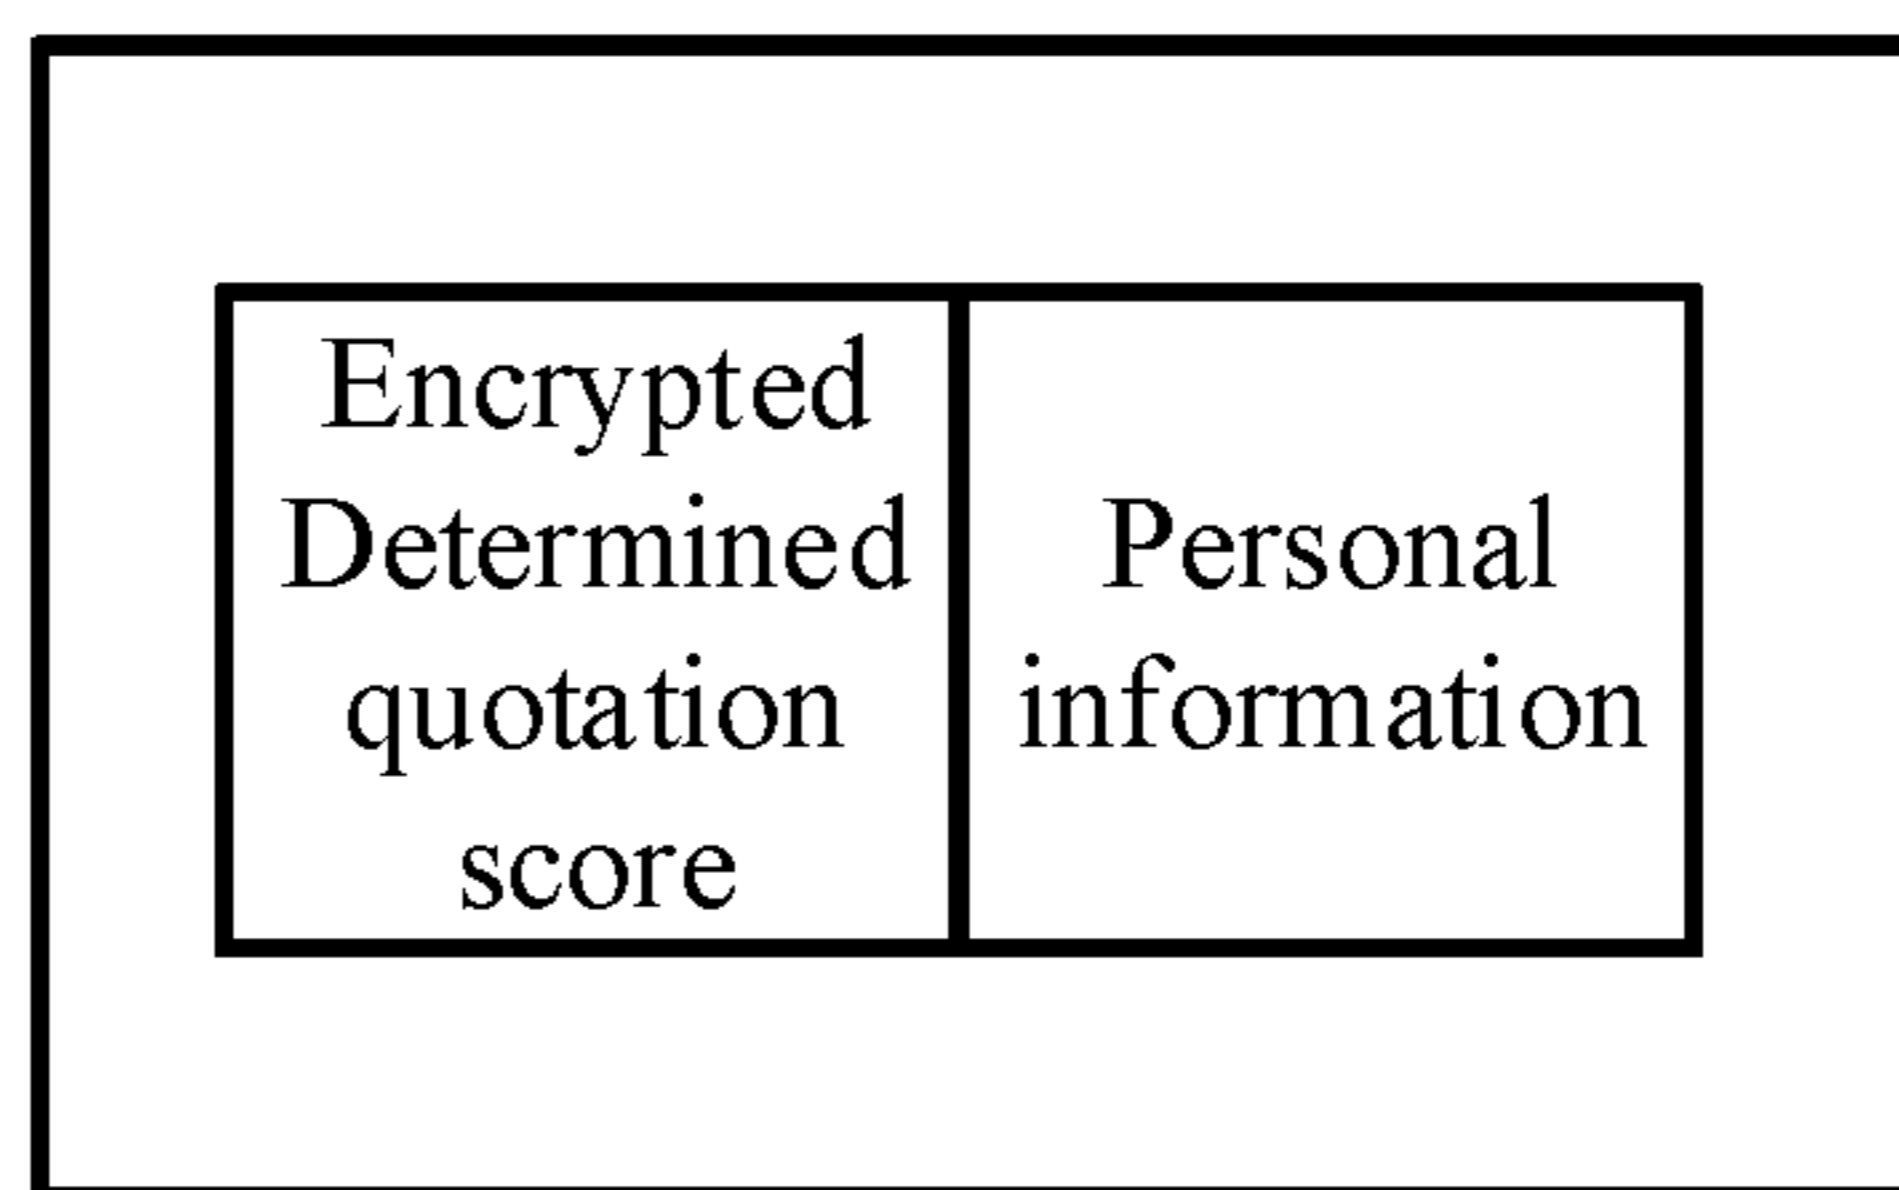 Encrypted
Determined
quotation
score
Personal
information